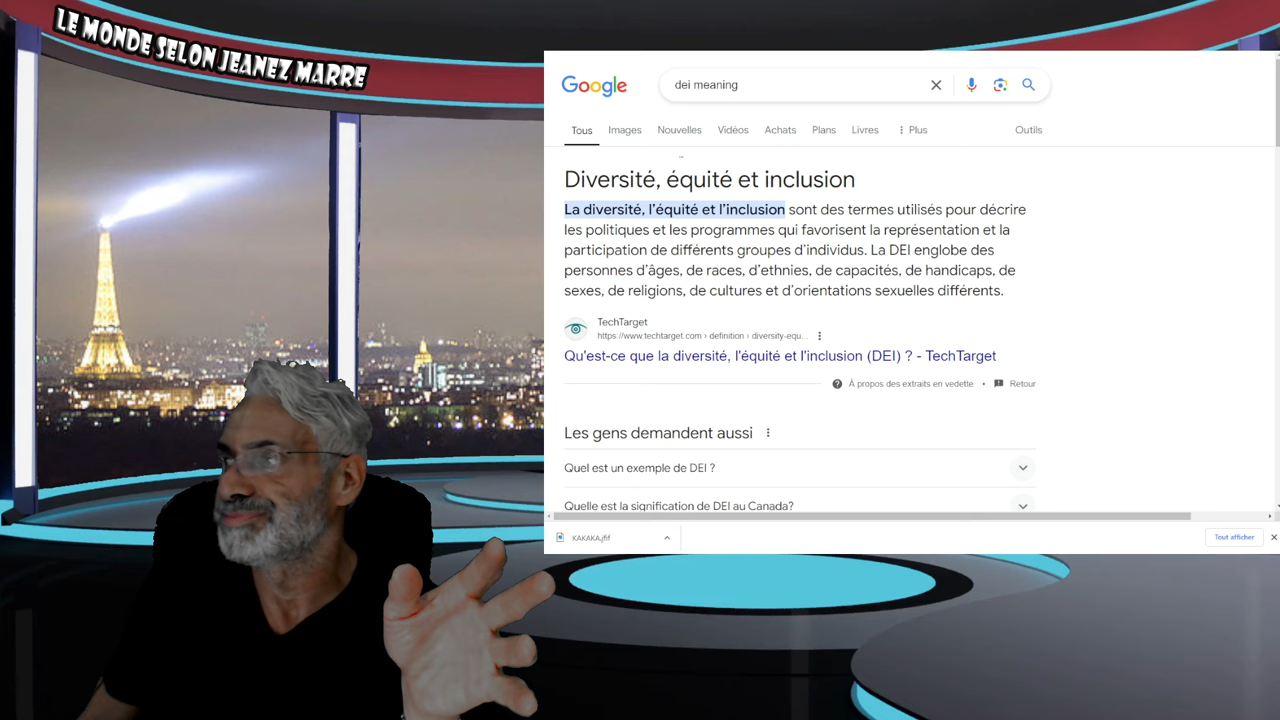 LE MONDE SELON JEANEZ MARRE
Google
dei meaning
Tous Images Nouvelles Vidéos Achats Plans Livres Plus Outils
Diversité, équité et inclusion
La diversité, l'équité et l'inclusion sont des termes utilisés pour décrire
les politiques et les programmes qui favorisent la représentation et la
participation de différents groupes d'individus. La DEI englobe des
personnes d'âges, de races, d'ethnies, de capacités, de handicaps, de
sexes, de religions, de cultures et d'orientations sexuelles différents.
TechTarget
https://www.techtarget.com › definition › diversity-equ...
Qu'est-ce que la diversité, l'équité et l'inclusion (DEI) ? - TechTarget
À propos des extraits en vedette • Retour
Les gens demandent aussi
Quel est un exemple de DEI ?
Quelle est la signification de DEI au Canada?
KAKAKA.jfif
Tout afficher